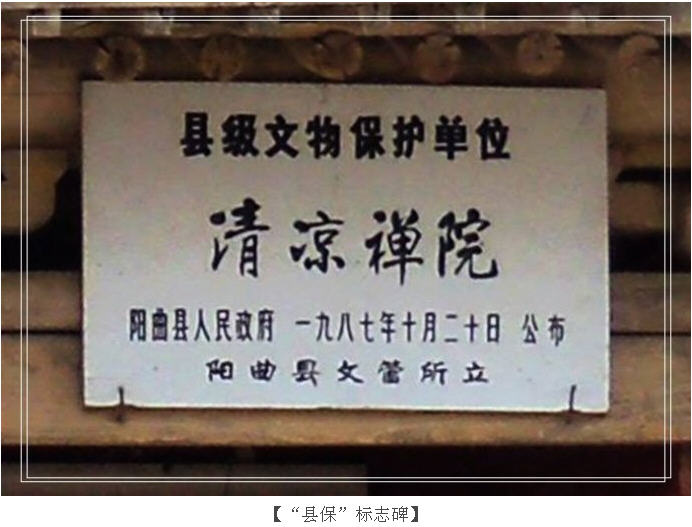 县级文物保护单位
清凉禅院
阳曲县人民政府 一九八七年十月二十日 公布
阳曲县文管所立
【“县保”标志碑】